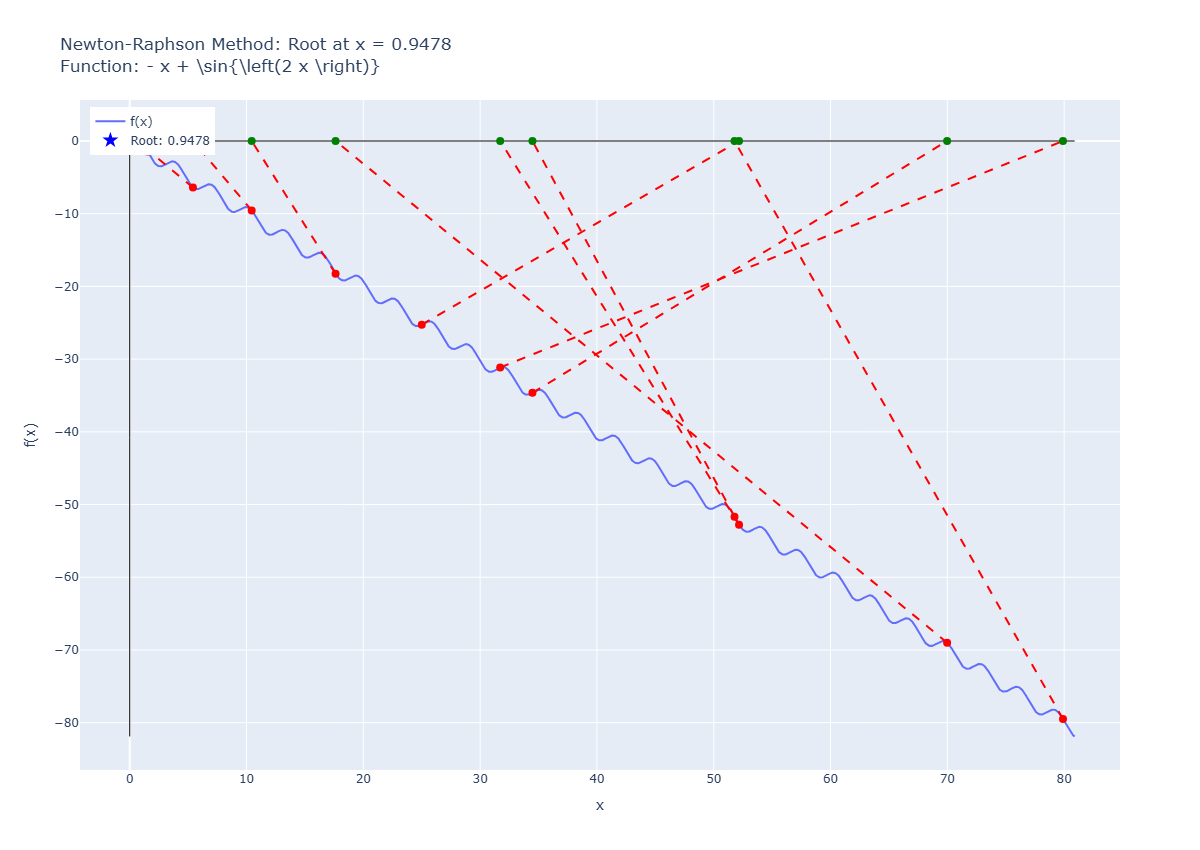 Newton-Raphson Method: Root at x = 0.9478
Function: - x + \sin{\left(2 x \right)}
f(x)
Root: 0.9478
0
−10
−20
−30
−40
−50
−60
−70
−80
f(x)
0 10 20 30 40 50 60 70 80
x